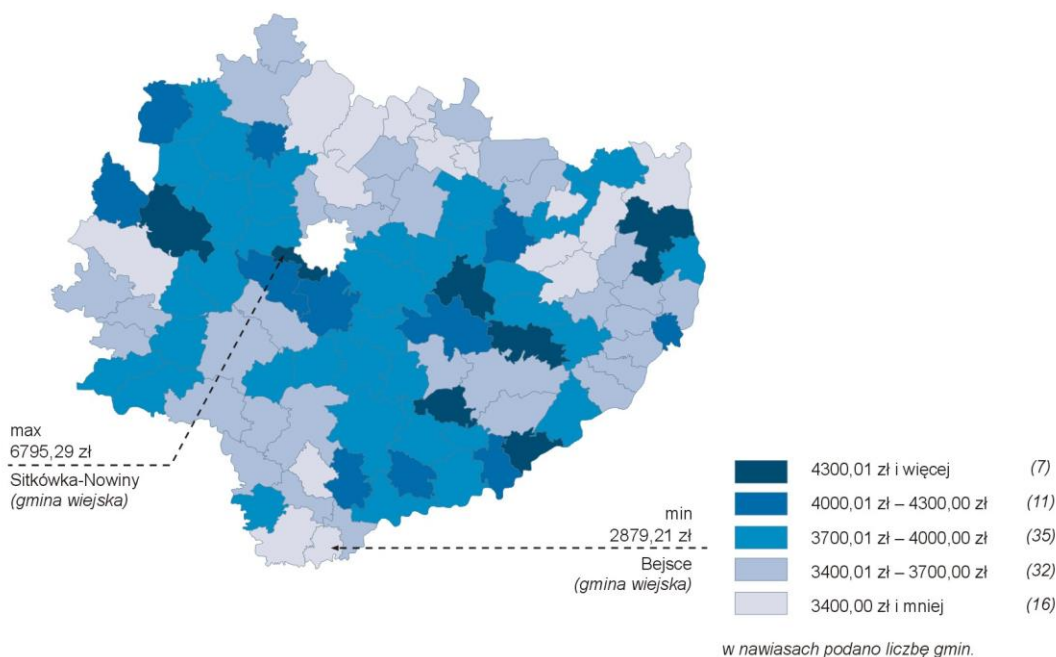 max
6795,29 zł
Sitkówka-Nowiny
(gmina wiejska)
min
2879,21 zł
Bejsce
(gmina wiejska)
4300,01 zł i więcej (7)
4000,01 zł – 4300,00 zł (11)
3700,01 zł – 4000,00 zł (35)
3400,01 zł – 3700,00 zł (32)
3400,00 zł i mniej (16)
w nawiasach podano liczbę gmin.